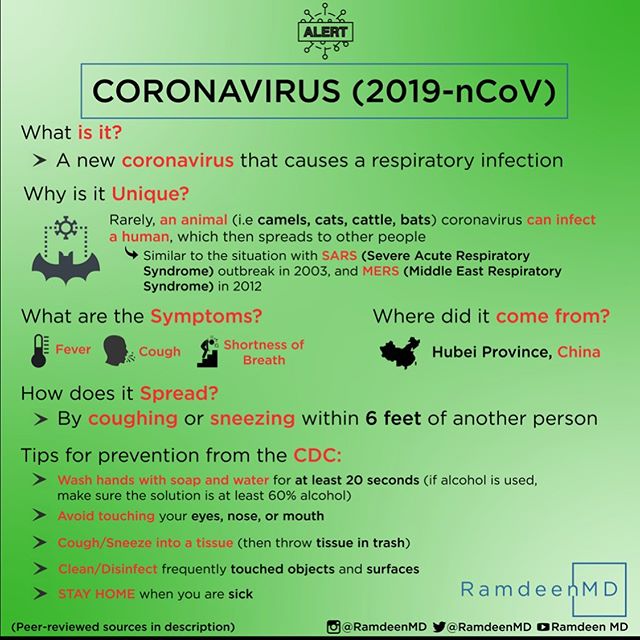 ALERT
CORONAVIRUS (2019-nCoV)
What is it?
➤ A new coronavirus that causes a respiratory infection
Why is it Unique?
Rarely, an animal (i.e camels, cats, cattle, bats) coronavirus can infect
a human, which then spreads to other people
Similar to the situation with SARS (Severe Acute Respiratory
Syndrome) outbreak in 2003, and MERS (Middle East Respiratory
Syndrome) in 2012
What are the Symptoms?
Fever
Cough
Shortness of
Breath
Where did it come from?
Hubei Province, China
How does it Spread?
➤ By coughing or sneezing within 6 feet of another person
Tips for prevention from the CDC:
➤ Wash hands with soap and water for at least 20 seconds (if alcohol is used,
make sure the solution is at least 60% alcohol)
➤ Avoid touching your eyes, nose, or mouth
➤ Cough/Sneeze into a tissue (then throw tissue in trash)
➤ Clean/Disinfect frequently touched objects and surfaces
➤ STAY HOME when you are sick
RamdeenMD
(Peer-reviewed sources in description)
@RamdeenMD @RamdeenMD Ramdeen MD